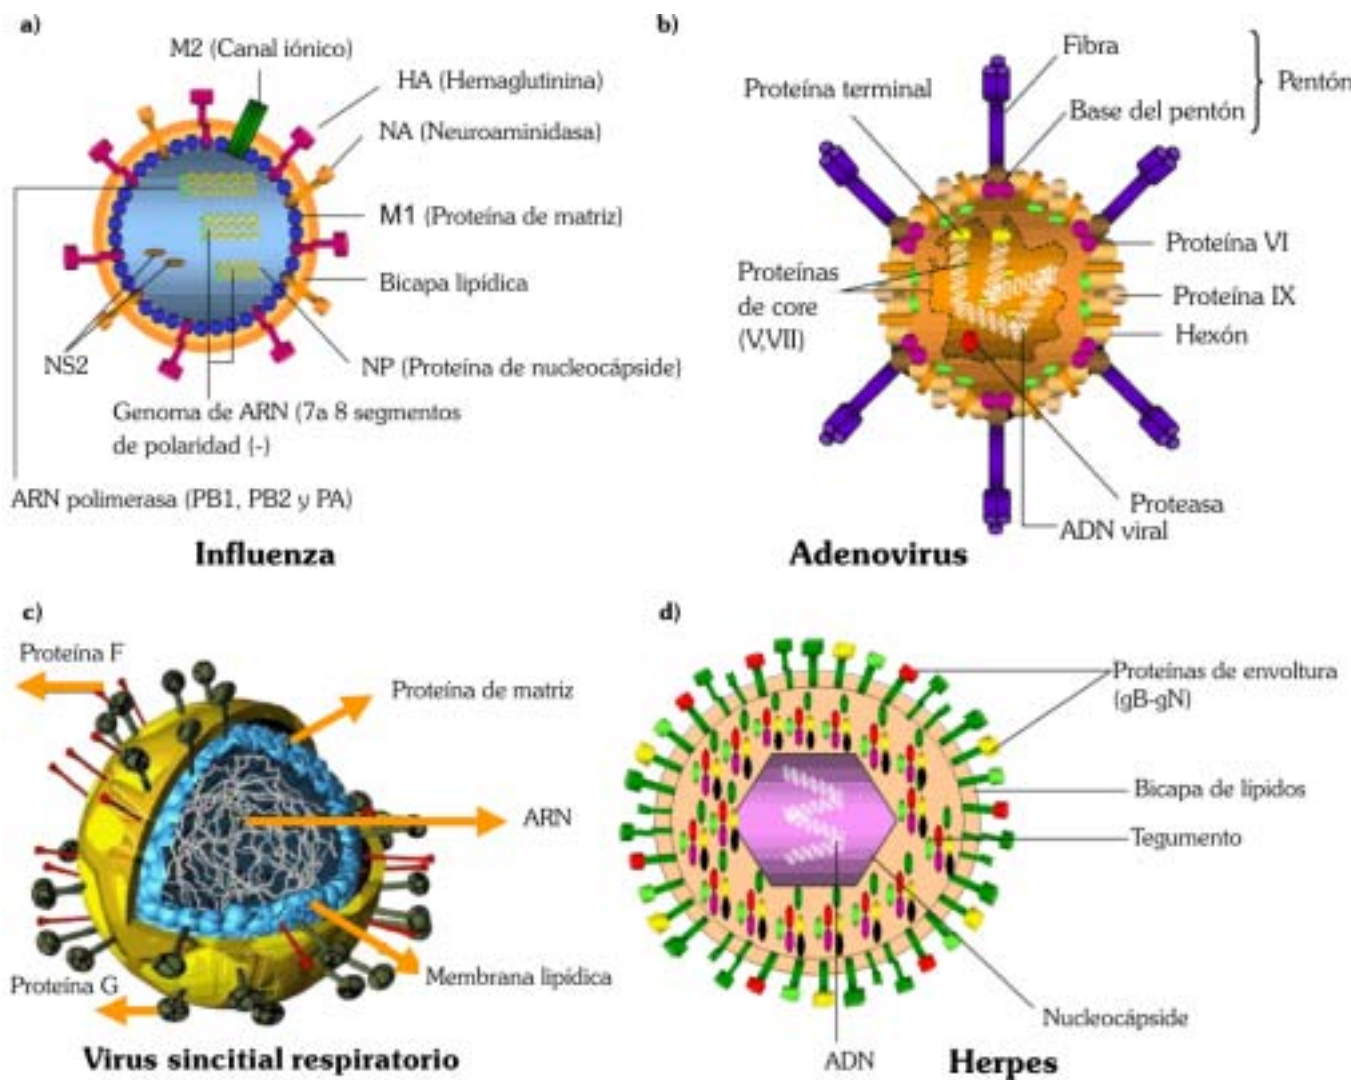 a)
M2 (Canal iónico)
HA (Hemaglutinina)
NA (Neuroaminidasa)
M1 (Proteína de matriz)
Bicapa lipídica
NS2
NP (Proteína de nucleocápside)
Genoma de ARN (7a 8 segmentos
de polaridad (-)
ARN polimerasa (PB1, PB2 y PA)
Influenza
b)
Fibra
Pentón
Proteína terminal
Base del pentón
Proteína VI
Proteínas
de core
(V,VII)
Proteína IX
Hexón
Proteasa
ADN viral
Adenovirus
c)
Proteína F
Proteína de matriz
ARN
Membrana lipídica
Proteína G
Virus sincitial respiratorio
d)
Proteínas de envoltura
(gB-gN)
Bicapa de lípidos
Tegumento
Nucleocápside
ADN
Herpes